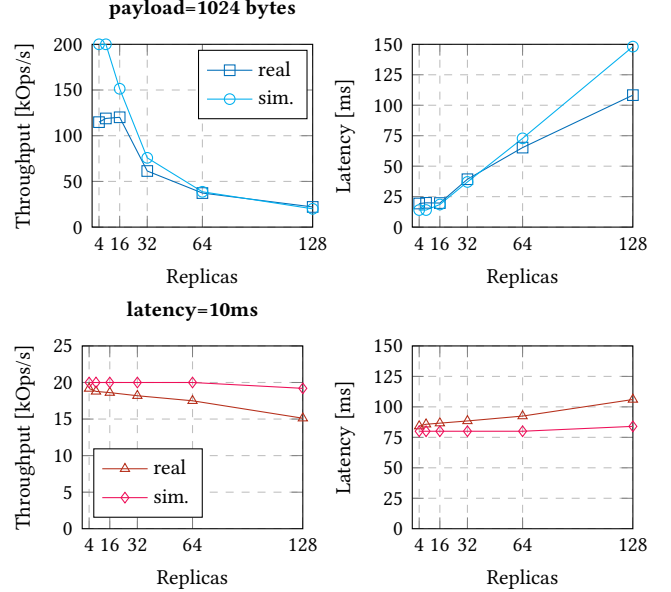 payload=1024 bytes
Throughput [kOps/s]
200
150
100
50
0
real
sim.
4 16 32 64 128
Replicas
Latency [ms]
150
125
100
75
50
25
0
4 16 32 64 128
Replicas
latency=10ms
Throughput [kOps/s]
25
20
15
10
5
0
real
sim.
4 16 32 64 128
Replicas
Latency [ms]
150
125
100
75
50
25
0
4 16 32 64 128
Replicas